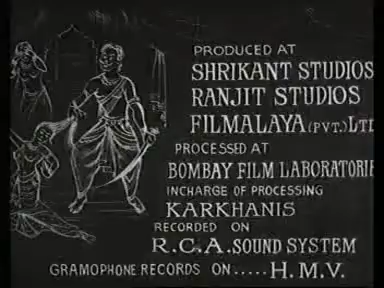 PRODUCED AT
SHRIKANT STUDIOS
RANJIT STUDIOS
FILMALAYA (PVT.) LTD
PROCESSED AT
BOMBAY FILM LABORATORIE
INCHARGE OF PROCESSING
KARKHANIS
RECORDED ON
R.C.A. SOUND SYSTEM
GRAMOPHONE RECORDS ON..... H.M.V.